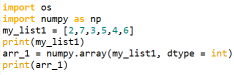 import os
import numpy as np
my_list1 = [2,7,3,5,4,6]
print(my_list1)
arr_1 = numpy.array(my_list1, dtype = int)
print(arr_1)